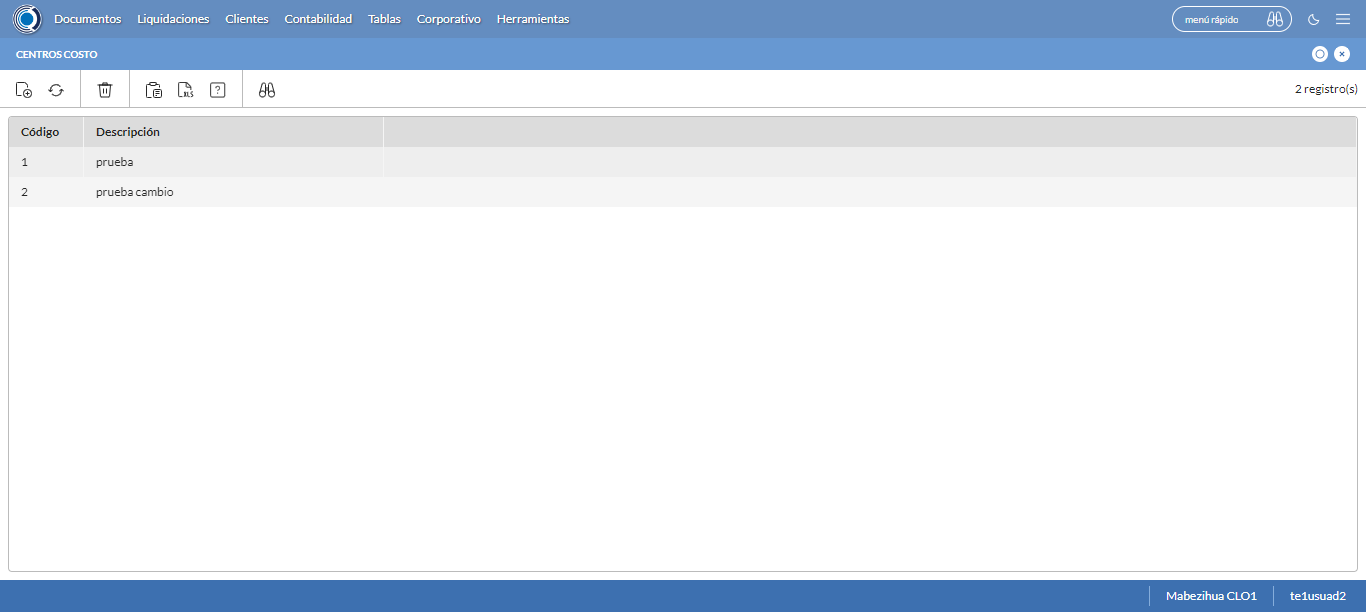 Documentos Liquidaciones Clientes Contabilidad Tablas Corporativo Herramientas menú rápido
CENTROS COSTO
XLS ? 2 registro(s)
Código Descripción
1 prueba
2 prueba cambio
Mabezihua CLO1 te1usuad2